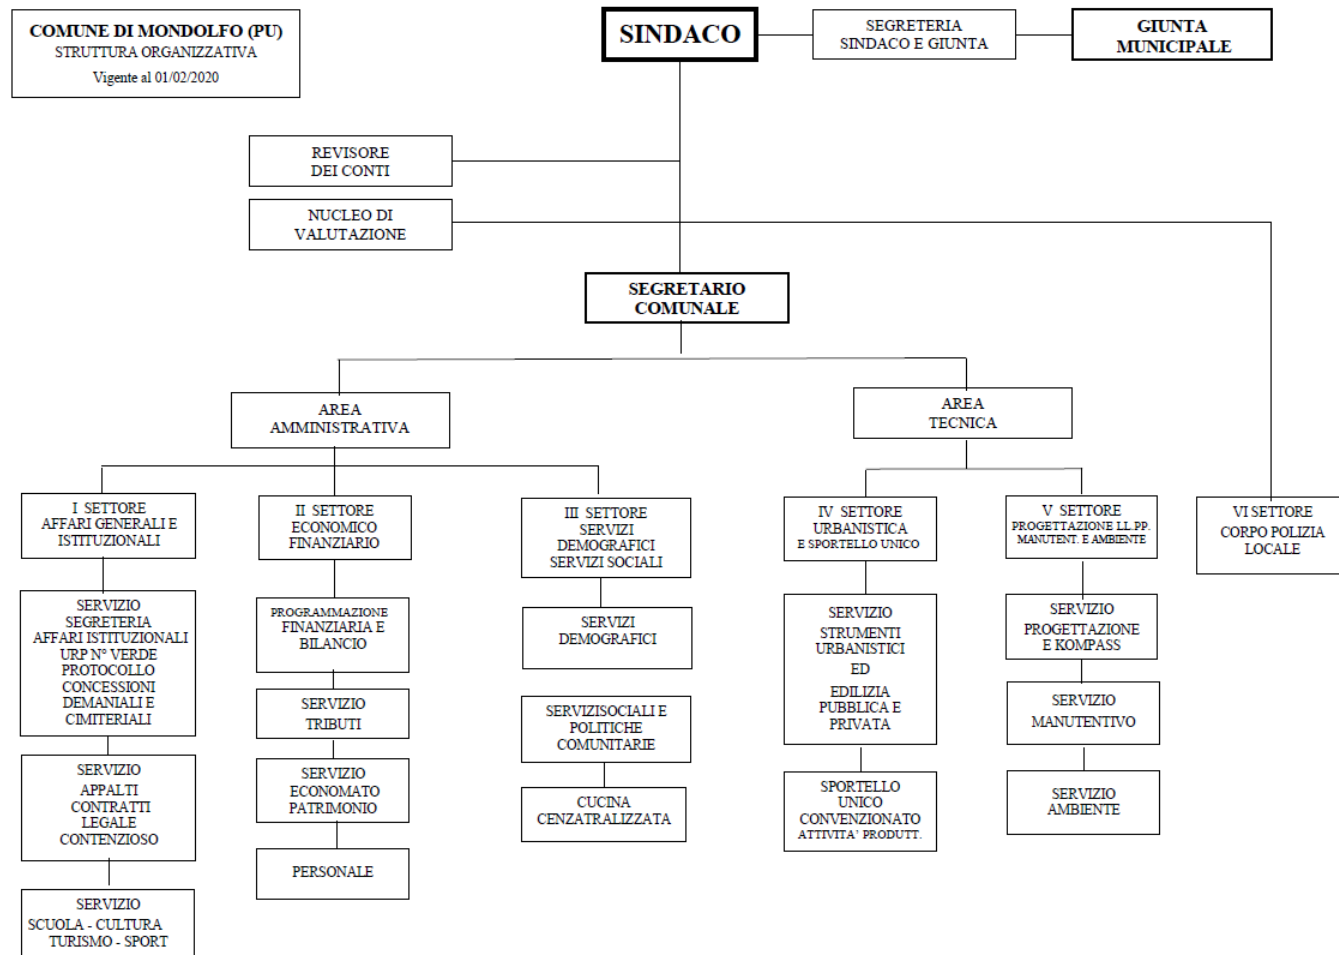 COMUNE DI MONDOLFO (PU)
STRUTTURA ORGANIZZATIVA
Vigente al 01/02/2020
SINDACO
SEGRETERIA
SINDACO E GIUNTA
GIUNTA
MUNICIPALE
REVISORE
DEI CONTI
NUCLEO DI
VALUTAZIONE
SEGRETARIO
COMUNALE
AREA
AMMINISTRATIVA
AREA
TECNICA
I SETTORE
AFFARI GENERALI E
ISTITUZIONALI
II SETTORE
ECONOMICO
FINANZIARIO
III SETTORE
SERVIZI
DEMOGRAFICI
SERVIZI SOCIALI
IV SETTORE
URBANISTICA
E SPORTELLO UNICO
V SETTORE
PROGETTAZIONE LL.PP.
MANUTENT. E AMBIENTE
VI SETTORE
CORPO POLIZIA
LOCALE
SERVIZIO
SEGRETERIA
AFFARI ISTITUZIONALI
URP N° VERDE
PROTOCOLLO
CONCESSIONI
DEMANIALI E
CIMITERIALI
PROGRAMMAZIONE
FINANZIARIA E
BILANCIO
SERVIZI
DEMOGRAFICI
SERVIZIO
STRUMENTI
URBANISTICI
ED
EDILIZIA
PUBBLICA E
PRIVATA
SERVIZIO
PROGETTAZIONE
E KOMPASS
SERVIZIO
TRIBUTI
SERVIZISOCIALI E
POLITICHE
COMUNITARIE
SERVIZIO
MANUTENTIVO
SERVIZIO
APPALTI
CONTRATTI
LEGALE
CONTENZIOSO
SERVIZIO
ECONOMATO
PATRIMONIO
CUCINA
CENZATRALIZZATA
SPORTELLO
UNICO
CONVENZIONATO
ATTIVITA' PRODUTT.
SERVIZIO
AMBIENTE
PERSONALE
SERVIZIO
SCUOLA - CULTURA
TURISMO - SPORT